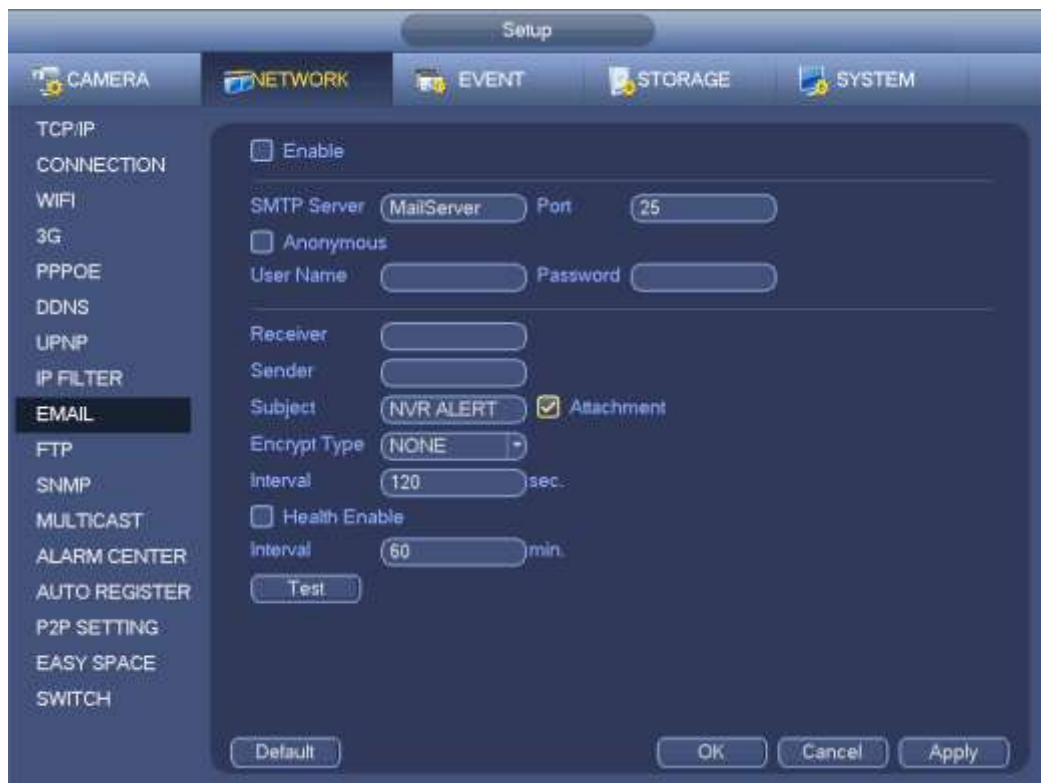 Setup
CAMERA NETWORK EVENT STORAGE SYSTEM
TCP/IP
CONNECTION
WIFI
3G
PPPOE
DDNS
UPNP
IP FILTER
EMAIL
FTP
SNMP
MULTICAST
ALARM CENTER
AUTO REGISTER
P2P SETTING
EASY SPACE
SWITCH
Enable
SMTP Server MailServer Port 25
Anonymous
User Name Password
Receiver
Sender
Subject NVR ALERT Attachment
Encrypt Type NONE
Interval 120 sec.
Health Enable
Interval 60 min.
Test
Default OK Cancel Apply